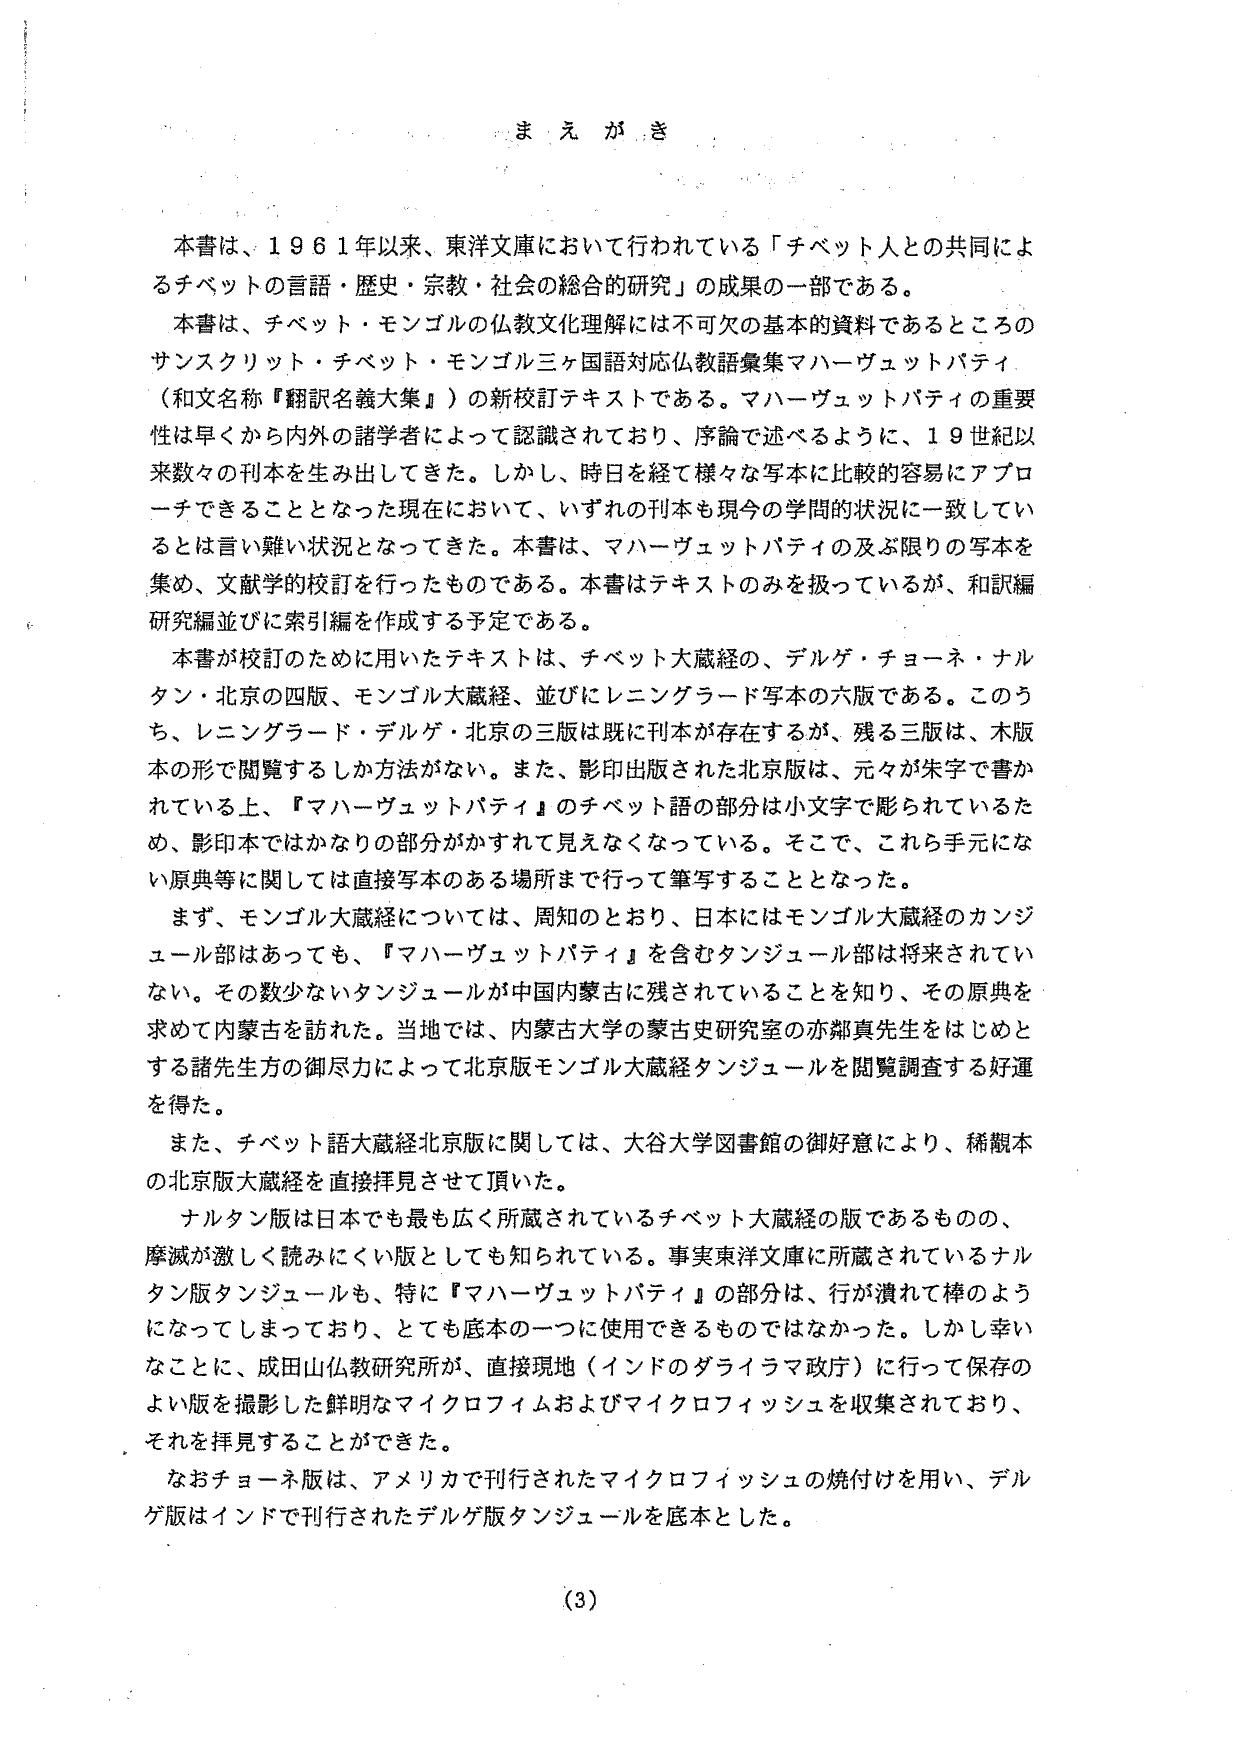 まえがき
本書は、1961年以来、東洋文庫において行われている「チベット人との共同によ
るチベットの言語・歴史・宗教・社会の総合的研究」の成果の一部である。
本書は、チベット・モンゴルの仏教文化理解には不可欠の基本的資料であるところの
サンスクリット・チベット・モンゴル三ヶ国語対応仏教語彙集マハーヴュットパティ
（和文名称『翻訳名義大集』）の新校訂テキストである。マハーヴュットパティの重要
性は早くから内外の諸学者によって認識されており、序論で述べるように、19世紀以
来数々の刊本を生み出してきた。しかし、時日を経て様々な写本に比較的容易にアプロ
ーチできることとなった現在において、いずれの刊本も現今の学問的状況に一致してい
るとは言い難い状況となってきた。本書は、マハーヴュットパティの及ぶ限りの写本を
集め、文献学的校訂を行ったものである。本書はテキストのみを扱っているが、和訳編
研究編並びに索引編を作成する予定である。
本書が校訂のために用いたテキストは、チベット大蔵経の、デルゲ・チョーネ・ナル
タン・北京の四版、モンゴル大蔵経、並びにレニングラード写本の六版である。このう
ち、レニングラード・デルゲ・北京の三版は既に刊本が存在するが、残る三版は、木版
本の形で閲覧するしか方法がない。また、影印出版された北京版は、元々が朱字で書か
れている上、『マハーヴュットパティ』のチベット語の部分は小文字で彫られているた
め、影印本ではかなりの部分がかすれて見えなくなっている。そこで、これら手元にな
い原典等に関しては直接写本のある場所まで行って筆写することとなった。
まず、モンゴル大蔵経については、周知のとおり、日本にはモンゴル大蔵経のカンジ
ュール部はあっても、『マハーヴュットパティ』を含むタンジュール部は将来されてい
ない。その数少ないタンジュールが中国内蒙古に残されていることを知り、その原典を
求めて内蒙古を訪れた。当地では、内蒙古大学の蒙古史研究室の亦鄰真先生をはじめと
する諸先生方の御尽力によって北京版モンゴル大蔵経タンジュールを閲覧調査する好運
を得た。
また、チベット語大蔵経北京版に関しては、大谷大学図書館の御好意により、稀覯本
の北京版大蔵経を直接拝見させて頂いた。
ナルタン版は日本でも最も広く所蔵されているチベット大蔵経の版であるものの、
摩滅が激しく読みにくい版としても知られている。事実東洋文庫に所蔵されているナル
タン版タンジュールも、特に『マハーヴュットパティ』の部分は、行が潰れて棒のよう
になってしまっており、とても底本の一つに使用できるものではなかった。しかし幸い
なことに、成田山仏教研究所が、直接現地（インドのダライラマ政庁）に行って保存の
よい版を撮影した鮮明なマイクロフィムおよびマイクロフィッシュを収集されており、
それを拝見することができた。
なおチョーネ版は、アメリカで刊行されたマイクロフィッシュの焼付けを用い、デル
ゲ版はインドで刊行されたデルゲ版タンジュールを底本とした。
(3)